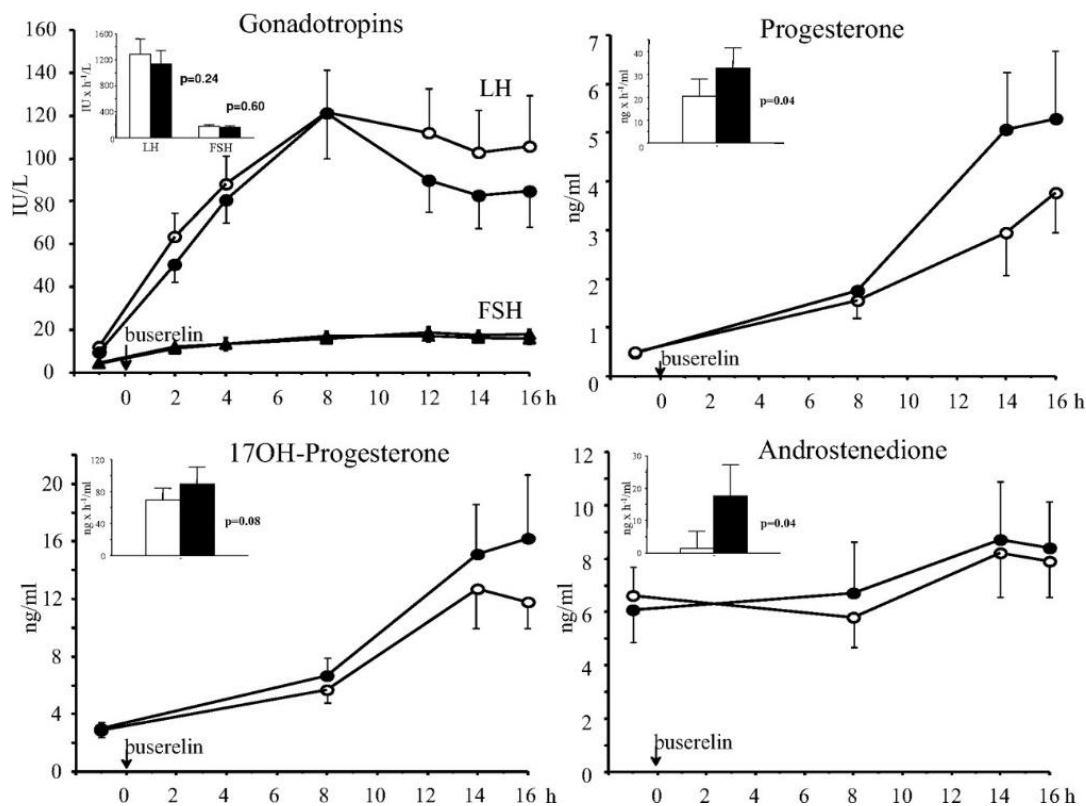 Gonadotropins
160
140
120
100
80
60
40
20
0
IU/L
IU x h⁻¹/L
1600
1200
800
400
0
p=0.24
p=0.60
LH
FSH
LH
FSH
buserelin
0 2 4 6 8 10 12 14 16 h
Progesterone
7
6
5
4
3
2
1
0
ng/ml
ng x h⁻¹/ml
40
30
20
10
0
p=0.04
buserelin
0 2 4 6 8 10 12 14 16 h
17OH-Progesterone
20
16
12
8
4
0
ng/ml
ng x h⁻¹/ml
120
80
40
0
p=0.08
buserelin
0 2 4 6 8 10 12 14 16 h
Androstenedione
12
10
8
6
4
2
0
ng/ml
ng x h⁻¹/ml
30
20
10
0
p=0.04
buserelin
0 2 4 6 8 10 12 14 16 h